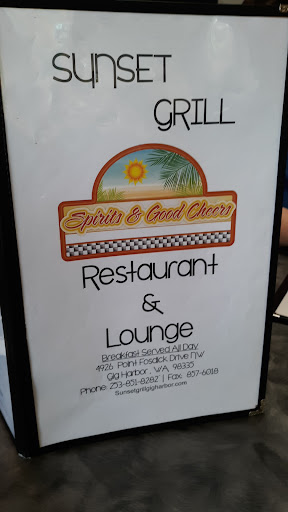 SUNSET
GRILL
Spirits & Good Cheers
Restaurant
&
Lounge
Breakfast Served All Day
4926 Point Fosdick Drive NW
Gig Harbor, WA, 98335
Phone: 253-851-8282 | Fax: 857-6018
Sunsetgrillgigharbor.com